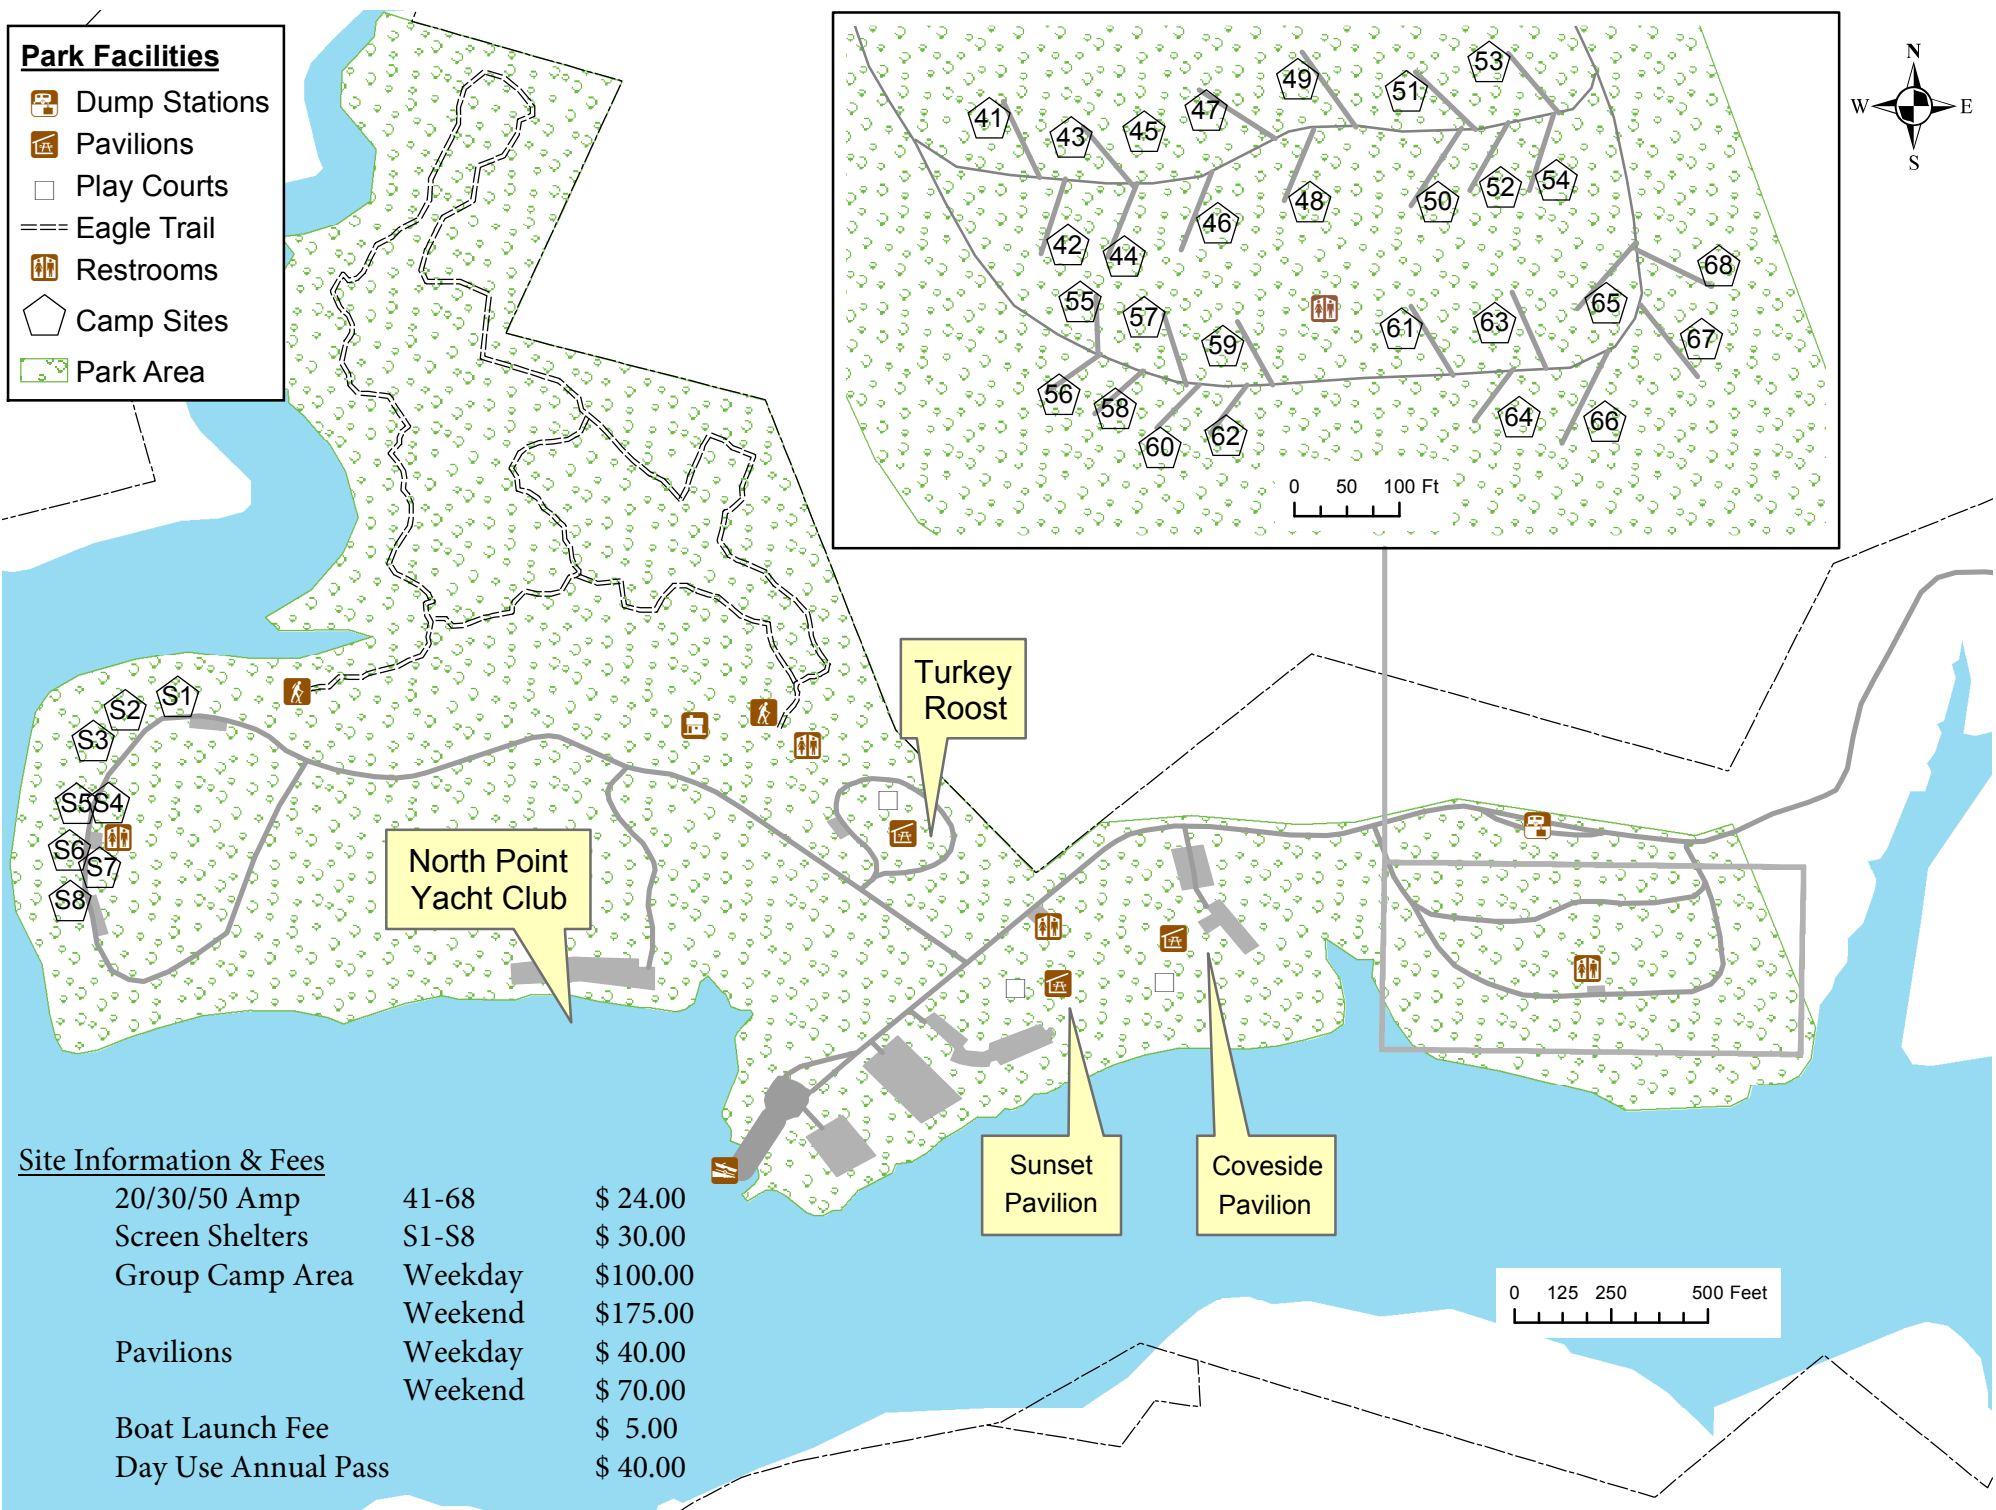 Park Facilities
Dump Stations
Pavilions
Play Courts
Eagle Trail
Restrooms
Camp Sites
Park Area
41
43
45
47
49
51
53
42
44
46
48
50
52
54
55
57
59
61
63
65
68
67
56
58
60
62
64
66
0 50 100 Ft
N
W E
S
Turkey
Roost
S1
S2
S3
S5
S4
S6
S7
S8
North Point
Yacht Club
Sunset
Pavilion
Coveside
Pavilion
0 125 250 500 Feet
Site Information & Fees
20/30/50 Amp 41-68 $ 24.00
Screen Shelters S1-S8 $ 30.00
Group Camp Area Weekday $100.00
Weekend $175.00
Pavilions Weekday $ 40.00
Weekend $ 70.00
Boat Launch Fee $ 5.00
Day Use Annual Pass $ 40.00